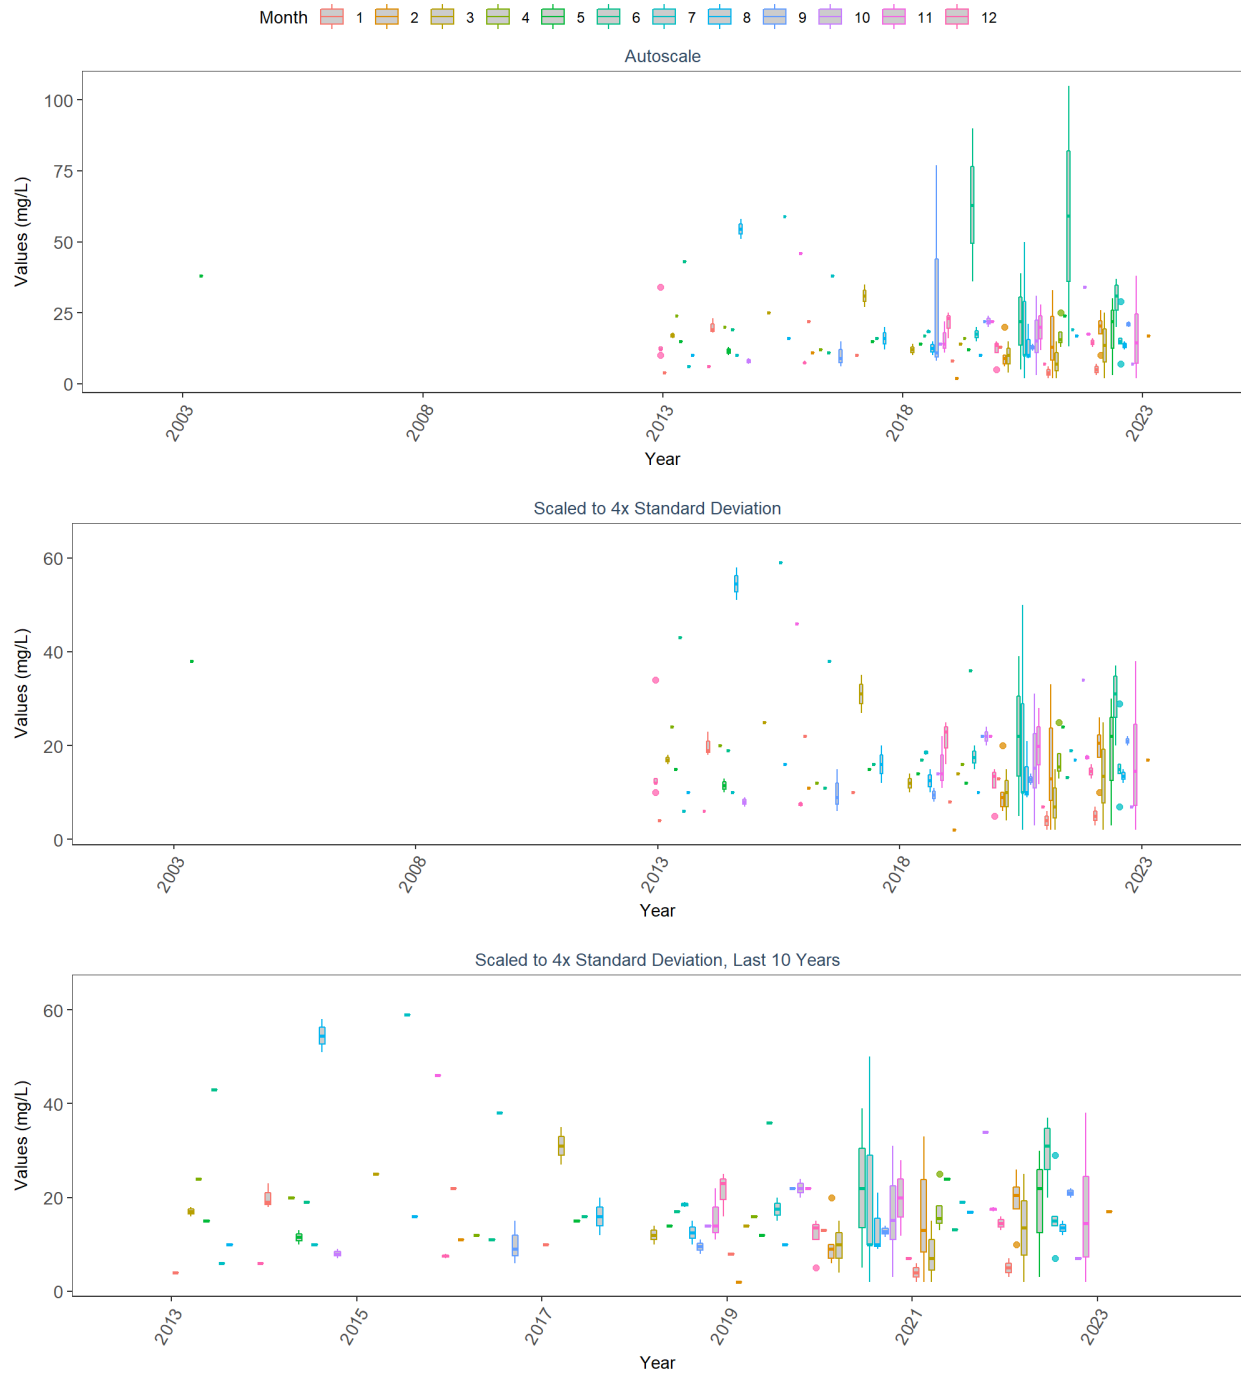 Month 1 2 3 4 5 6 7 8 9 10 11 12
Autoscale
Values (mg/L)
100
75
50
25
0
2003 2008 2013 2018 2023
Year
Scaled to 4x Standard Deviation
Values (mg/L)
60
40
20
0
2003 2008 2013 2018 2023
Year
Scaled to 4x Standard Deviation, Last 10 Years
Values (mg/L)
60
40
20
0
2013 2015 2017 2019 2021 2023
Year